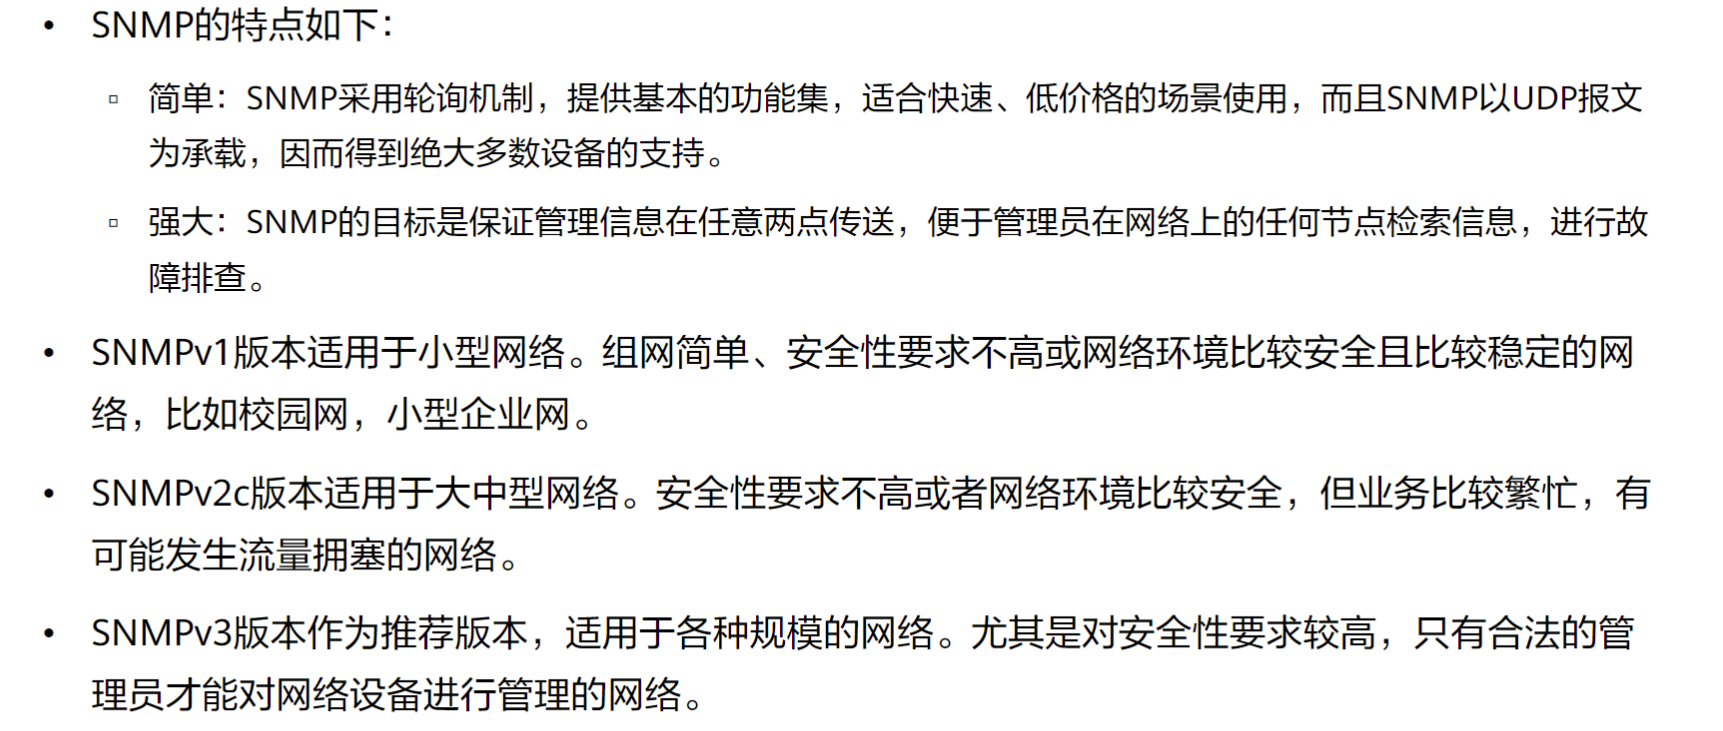 • SNMP的特点如下：
▫ 简单：SNMP采用轮询机制，提供基本的功能集，适合快速、低价格的场景使用，而且SNMP以UDP报文
为承载，因而得到绝大多数设备的支持。
▫ 强大：SNMP的目标是保证管理信息在任意两点传送，便于管理员在网络上的任何节点检索信息，进行故
障排查。
• SNMPv1版本适用于小型网络。组网简单、安全性要求不高或网络环境比较安全且比较稳定的网
络，比如校园网，小型企业网。
• SNMPv2c版本适用于大中型网络。安全性要求不高或者网络环境比较安全，但业务比较繁忙，有
可能发生流量拥塞的网络。
• SNMPv3版本作为推荐版本，适用于各种规模的网络。尤其是对安全性要求较高，只有合法的管
理员才能对网络设备进行管理的网络。